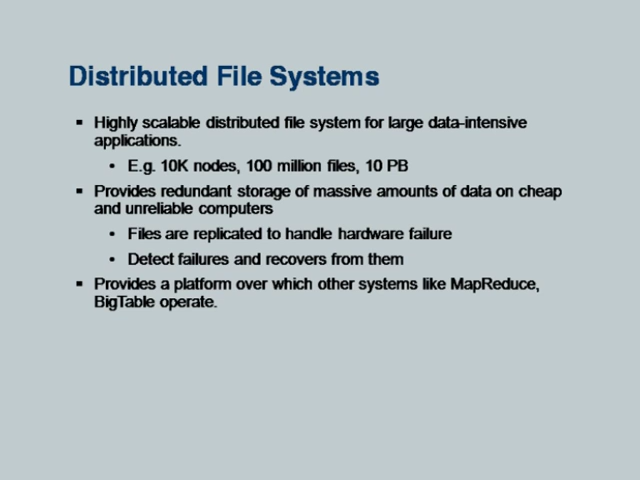 Distributed File Systems
▪ Highly scalable distributed file system for large data-intensive
applications.
• E.g. 10K nodes, 100 million files, 10 PB
▪ Provides redundant storage of massive amounts of data on cheap
and unreliable computers
• Files are replicated to handle hardware failure
• Detect failures and recovers from them
▪ Provides a platform over which other systems like MapReduce,
BigTable operate.